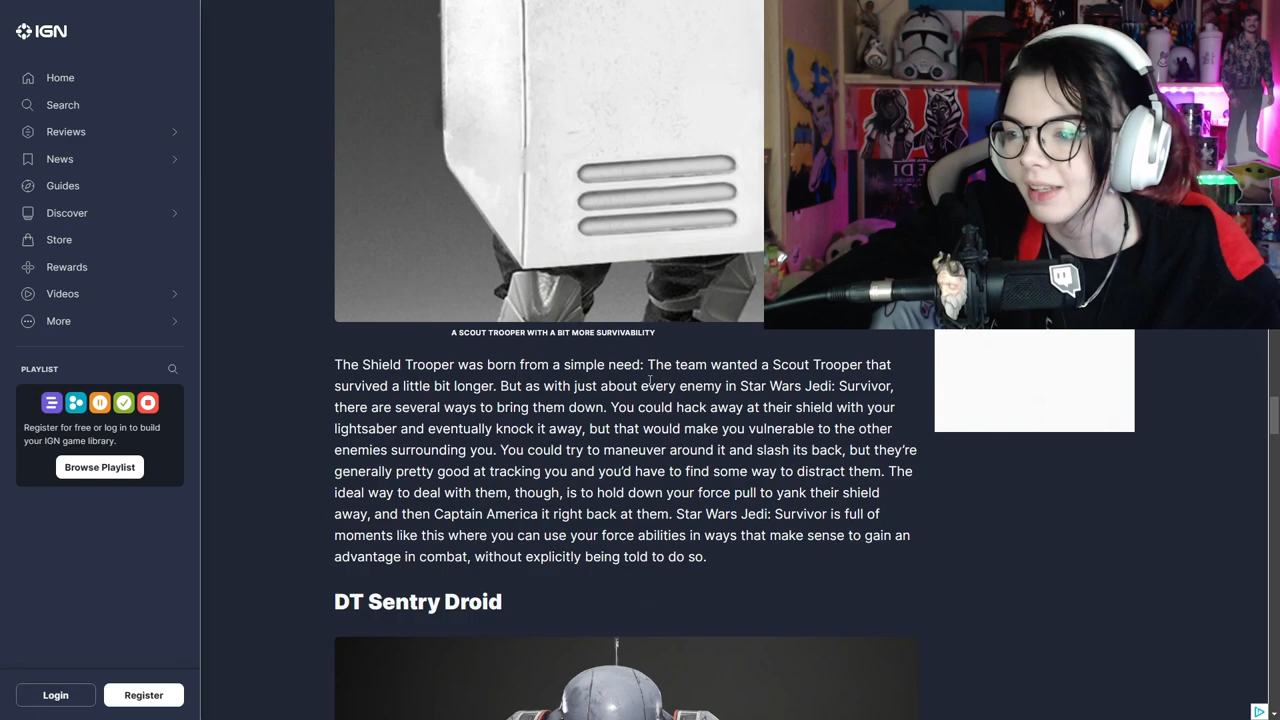 IGN
Home
Search
Reviews
News
Guides
Discover
Store
Rewards
Videos
More
PLAYLIST
Register for free or log in to build
your IGN game library.
Browse Playlist
Login
Register
A SCOUT TROOPER WITH A BIT MORE SURVIVABILITY
The Shield Trooper was born from a simple need: The team wanted a Scout Trooper that
survived a little bit longer. But as with just about every enemy in Star Wars Jedi: Survivor,
there are several ways to bring them down. You could hack away at their shield with your
lightsaber and eventually knock it away, but that would make you vulnerable to the other
enemies surrounding you. You could try to maneuver around it and slash its back, but they’re
generally pretty good at tracking you and you’d have to find some way to distract them. The
ideal way to deal with them, though, is to hold down your force pull to yank their shield
away, and then Captain America it right back at them. Star Wars Jedi: Survivor is full of
moments like this where you can use your force abilities in ways that make sense to gain an
advantage in combat, without explicitly being told to do so.
DT Sentry Droid
JEDI